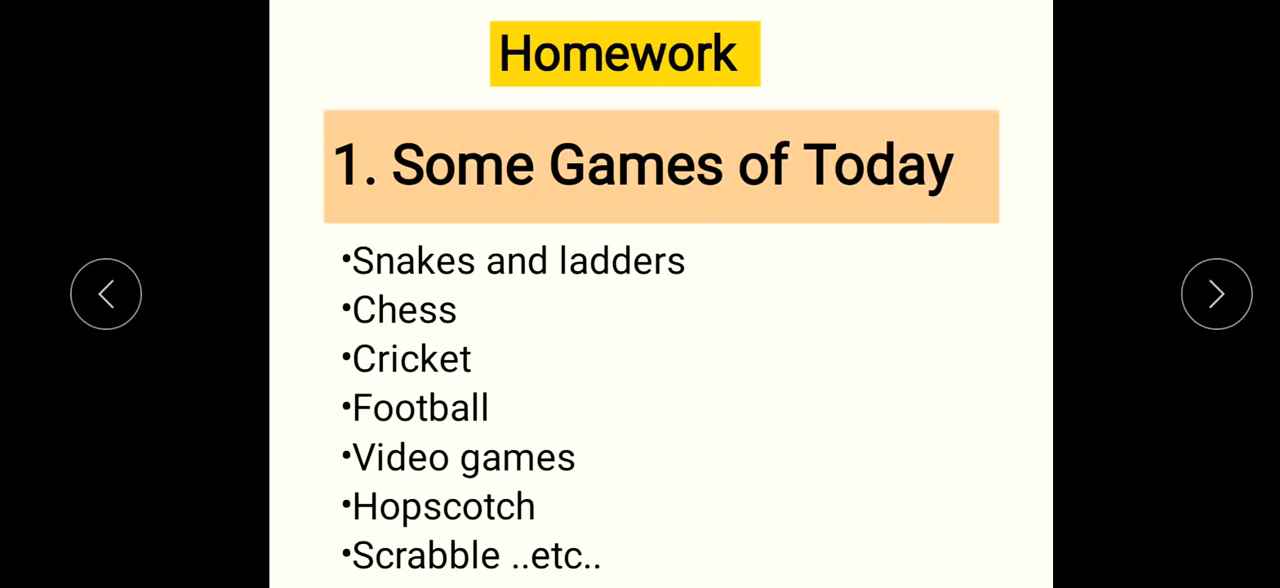 Homework
1. Some Games of Today
•Snakes and ladders
•Chess
•Cricket
•Football
•Video games
•Hopscotch
•Scrabble ..etc..